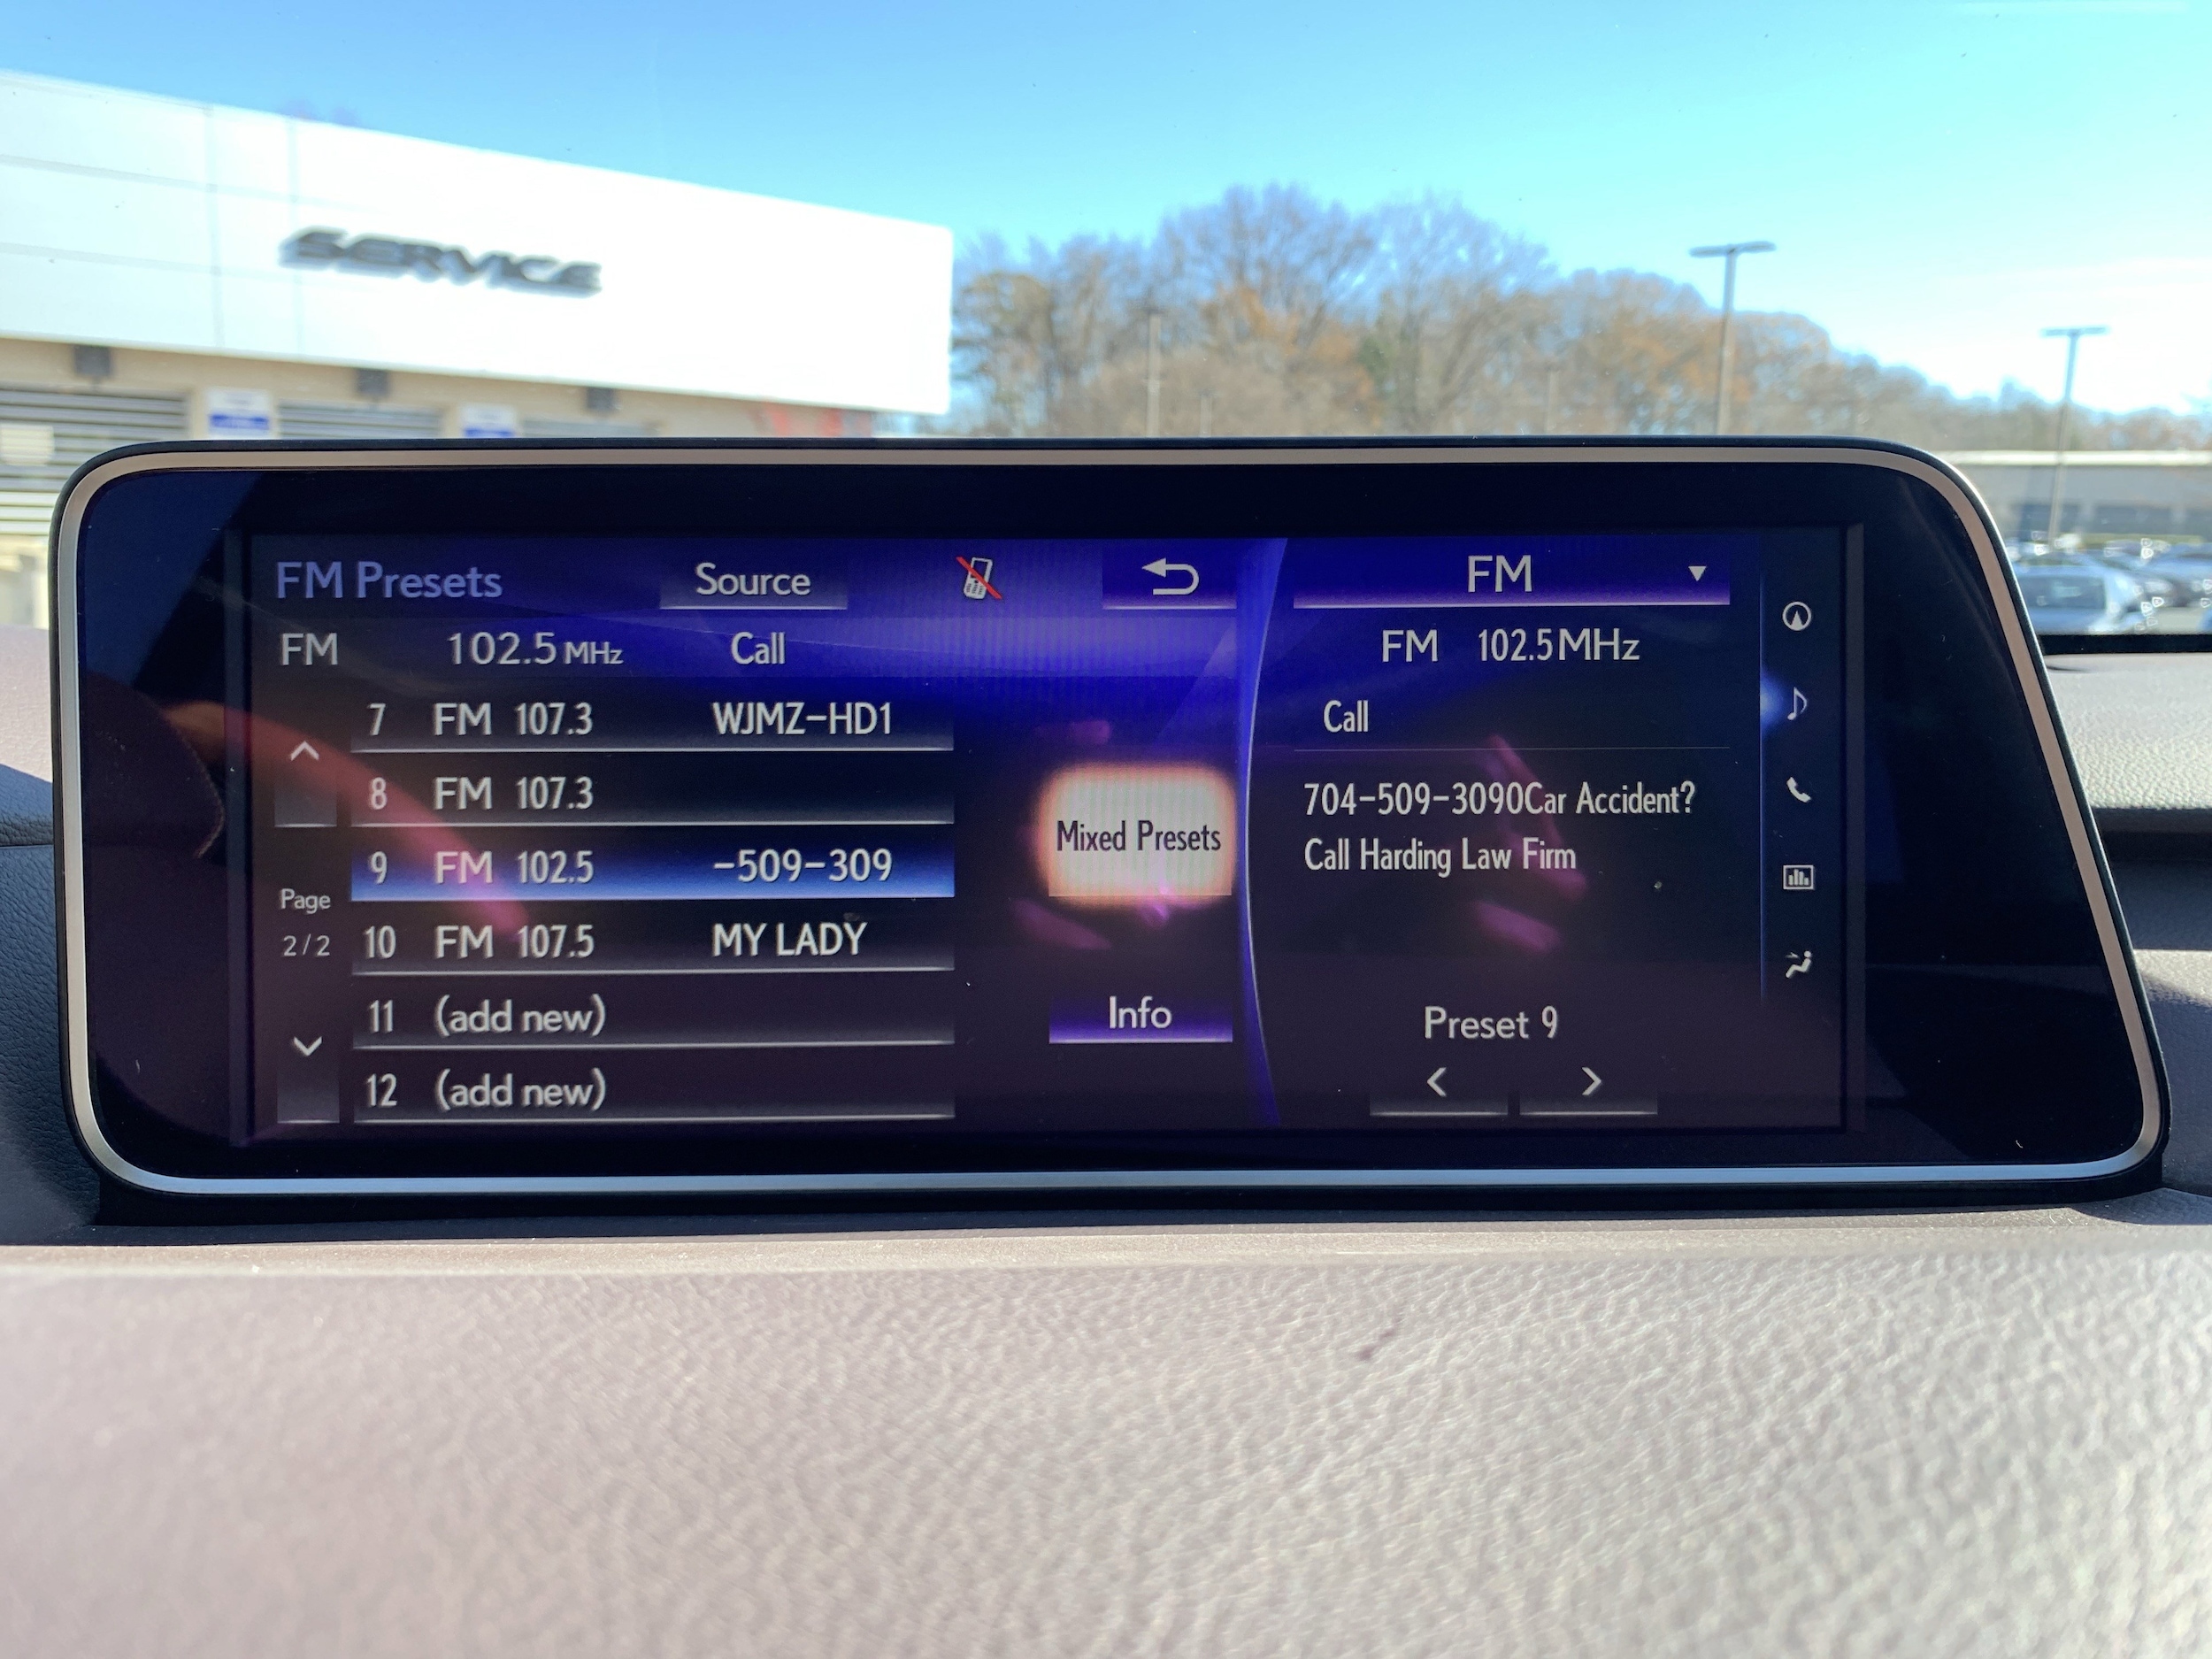 SERVICE
FM Presets
Source
FM
FM 102.5 MHz Call
FM 102.5MHz
7 FM 107.3 WJMZ-HD1
Call
8 FM 107.3
704-509-3090Car Accident?
Call Harding Law Firm
Mixed Presets
9 FM 102.5 -509-309
Page
2/2
10 FM 107.5 MY LADY
11 (add new)
Info
Preset 9
12 (add new)